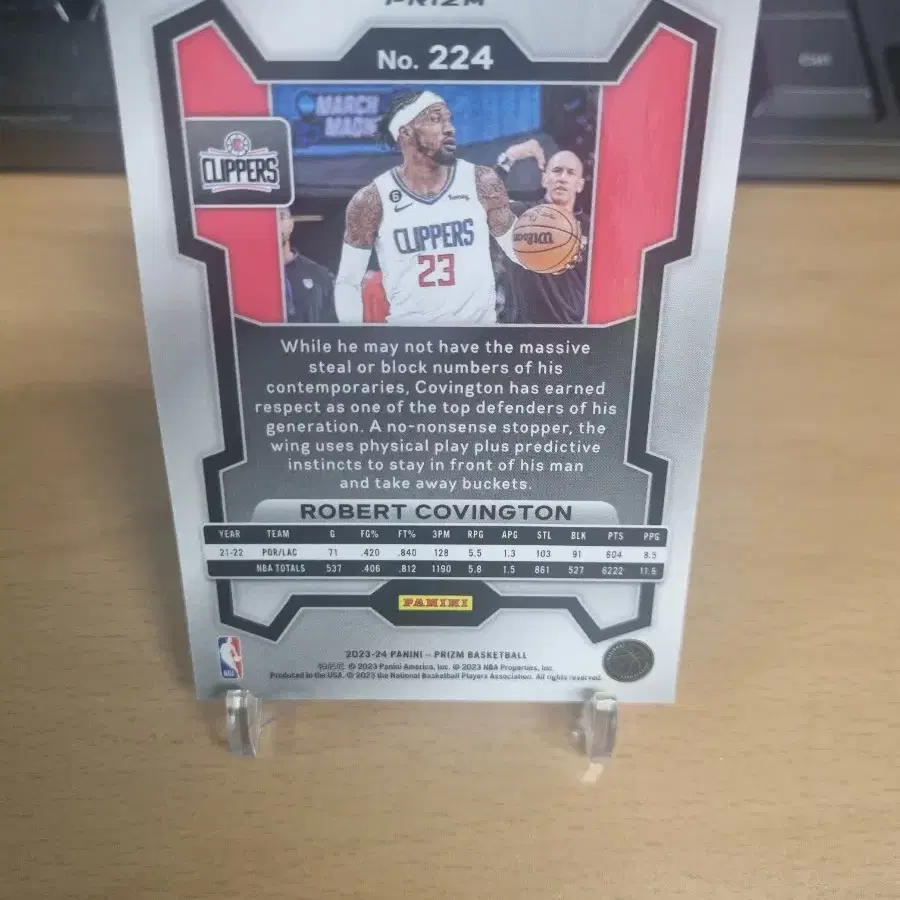 PRIZM
No. 224
MARCH
CLIPPERS
6
CLIPPERS
23
Wilson
While he may not have the massive
steal or block numbers of his
contemporaries, Covington has earned
respect as one of the top defenders of his
generation. A no-nonsense stopper, the
wing uses physical play plus predictive
instincts to stay in front of his man
and take away buckets.
ROBERT COVINGTON
YEAR TEAM G FG% FT% 3PM RPG APG STL BLK PTS PPG
21-22 POR/LAC 71 .420 .840 128 5.5 1.3 103 91 604 8.5
NBA TOTALS 537 .406 .812 1190 5.8 1.5 861 527 6222 11.6
PANINI
2023-24 PANINI – PRIZM BASKETBALL
© 2023 Panini America, Inc. © 2023 NBA Properties, Inc.
Produced in the USA. © 2023 the National Basketball Players Association. All rights reserved.
NBA